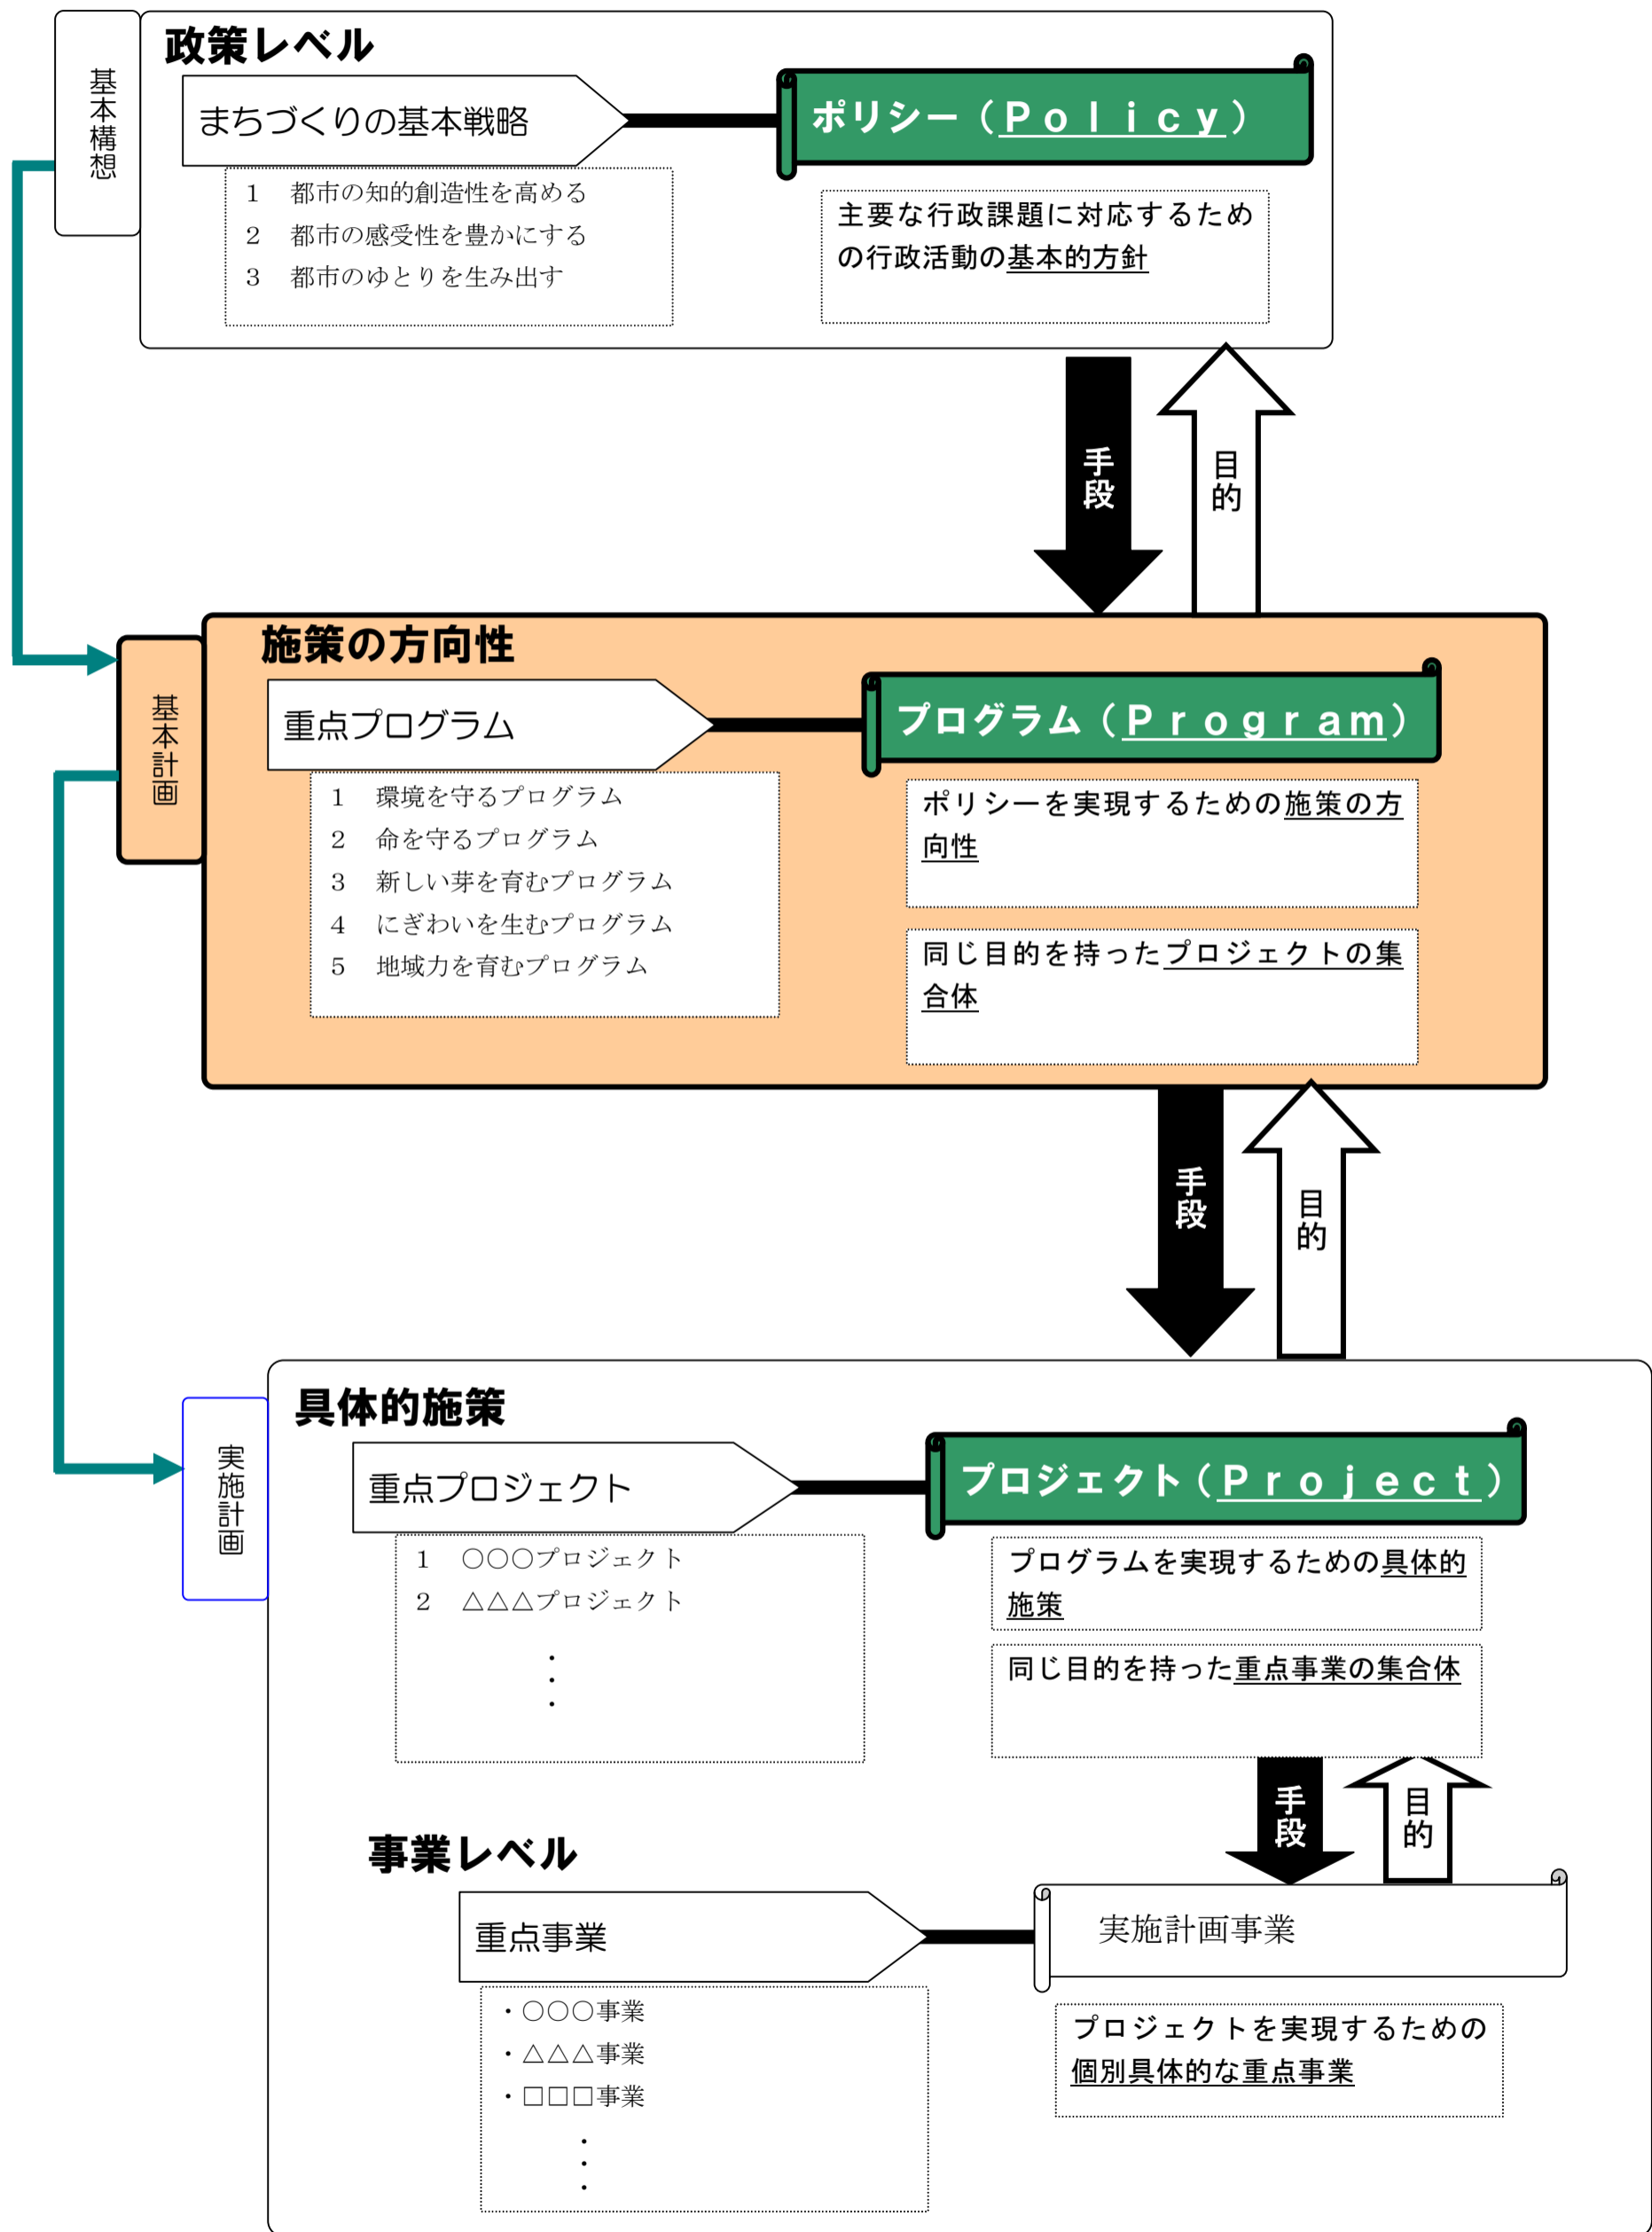 基本構想
政策レベル
まちづくりの基本戦略
ポリシー（Ｐｏｌｉｃｙ）
１　都市の知的創造性を高める
２　都市の感受性を豊かにする
３　都市のゆとりを生み出す
主要な行政課題に対応するため
の行政活動の基本的方針
手段
目的
基本計画
施策の方向性
重点プログラム
プログラム（Ｐｒｏｇｒａｍ）
１　環境を守るプログラム
２　命を守るプログラム
３　新しい芽を育むプログラム
４　にぎわいを生むプログラム
５　地域力を育むプログラム
ポリシーを実現するための施策の方
向性
同じ目的を持ったプロジェクトの集
合体
手段
目的
実施計画
具体的施策
重点プロジェクト
プロジェクト（Ｐｒｏｊｅｃｔ）
１　○○○プロジェクト
２　△△△プロジェクト
・
・
・
プログラムを実現するための具体的
施策
同じ目的を持った重点事業の集合体
手段
目的
事業レベル
重点事業
実施計画事業
・○○○事業
・△△△事業
・□□□事業
・
・
・
プロジェクトを実現するための
個別具体的な重点事業